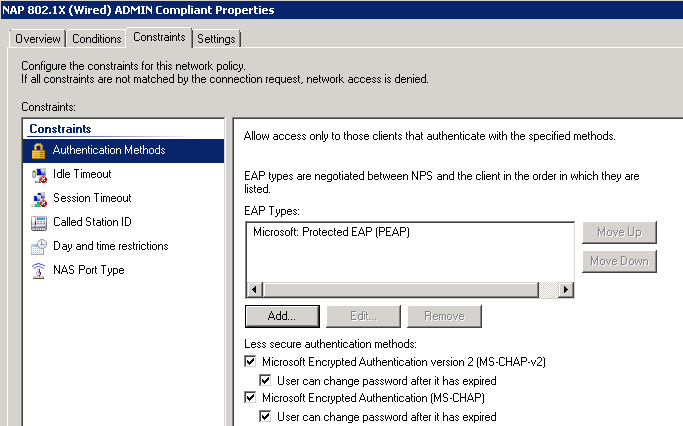 NAP 802.1X (Wired) ADMIN Compliant Properties
Overview Conditions Constraints Settings
Configure the constraints for this network policy.
If all constraints are not matched by the connection request, network access is denied.
Constraints:
Constraints
Authentication Methods
Idle Timeout
Session Timeout
Called Station ID
Day and time restrictions
NAS Port Type
Allow access only to those clients that authenticate with the specified methods.
EAP types are negotiated between NPS and the client in the order in which they are
listed.
EAP Types:
Microsoft: Protected EAP (PEAP)
Move Up
Move Down
Add... Edit... Remove
Less secure authentication methods:
Microsoft Encrypted Authentication version 2 (MS-CHAP-v2)
User can change password after it has expired
Microsoft Encrypted Authentication (MS-CHAP)
User can change password after it has expired